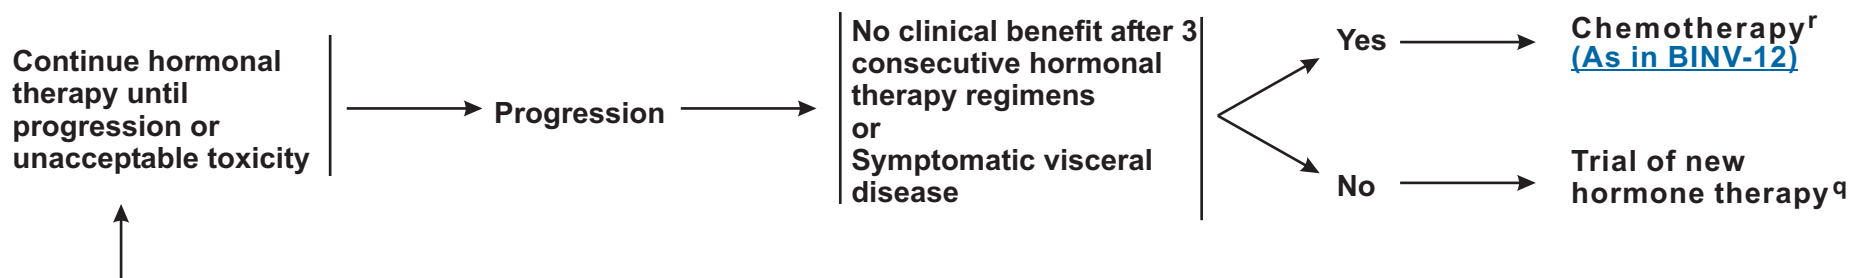 Continue hormonal
therapy until
progression or
unacceptable toxicity
Progression
No clinical benefit after 3
consecutive hormonal
therapy regimens
or
Symptomatic visceral
disease
Yes
Chemotherapyʳ
(As in BINV-12)
No
Trial of new
hormone therapy q